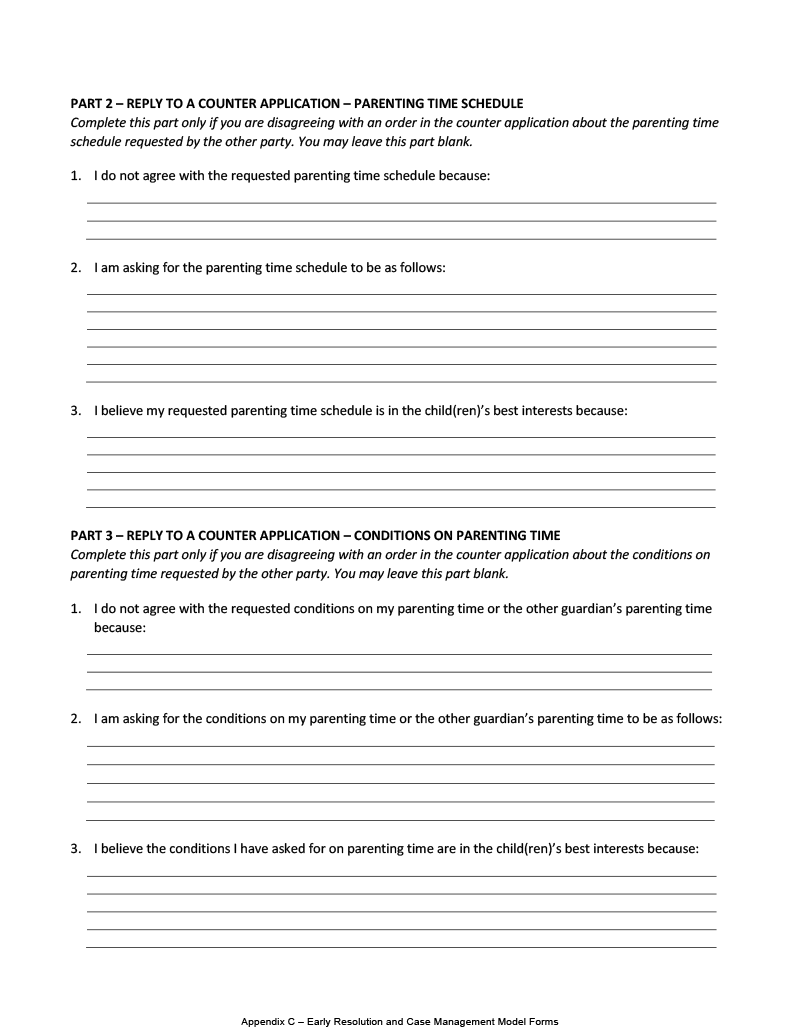 PART 2 – REPLY TO A COUNTER APPLICATION – PARENTING TIME SCHEDULE
Complete this part only if you are disagreeing with an order in the counter application about the parenting time
schedule requested by the other party. You may leave this part blank.
1. I do not agree with the requested parenting time schedule because:
2. I am asking for the parenting time schedule to be as follows:
3. I believe my requested parenting time schedule is in the child(ren)’s best interests because:
PART 3 – REPLY TO A COUNTER APPLICATION – CONDITIONS ON PARENTING TIME
Complete this part only if you are disagreeing with an order in the counter application about the conditions on
parenting time requested by the other party. You may leave this part blank.
1. I do not agree with the requested conditions on my parenting time or the other guardian’s parenting time
because:
2. I am asking for the conditions on my parenting time or the other guardian’s parenting time to be as follows:
3. I believe the conditions I have asked for on parenting time are in the child(ren)’s best interests because:
Appendix C – Early Resolution and Case Management Model Forms